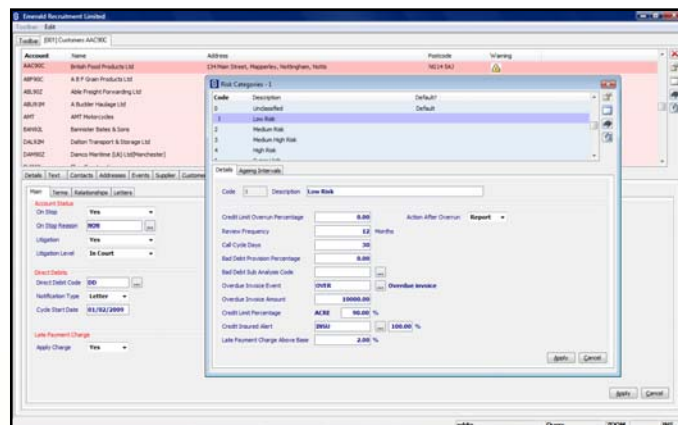 Emerald Recruitment Limited
Toolbar Edit
Toolbar [001] Customers AAC90C
Account Name Address Postcode Warning
AAC90C British Food Products Ltd 134 Main Street, Mapperley, Nottingham, Notts NG14 6AJ
ABF90C A B F Grain Products Ltd
ABL90Z Able Freight Forwarding Ltd
A Butler Haulage Ltd
AMT AMT Motorcycles
Bannister Bates & Sons
Dalton Transport & Storage Ltd
Damco Maritime (UK) Ltd(Manchester)
Details Text Contacts Addresses Events Supplier Customer
Main Terms Relationships Letters
Account Status
On Stop Yes
On Stop Reason
Litigation Yes
Litigation Level In Court
Direct Debits
Direct Debit Code DD
Notification Type Letter
Code Start Date 01/02/2009
Late Payment Charge
Apply Charge Yes
Apply Cancel
Risk Categories - 1
Code Description Default?
0 Unclassified Default
1 Low Risk
2 Medium Risk
3 Medium High Risk
4 High Risk
Details Ageing Intervals
Code 1 Description Low Risk
Credit Limit Overrun Percentage 0.00 Action After Overrun Report
Review Frequency 12 Months
Call Cycle Days 30
Bad Debt Provision Percentage 0.00
Bad Debt Sub Analysis Code
Overdue Invoice Event OVER Overdue invoice
Overdue Invoice Amount 10000.00
Credit Limit Percentage ACRE 90.00 %
Credit Insured Alert INSU 100.00 %
Late Payment Charge Above Base 2.00 %
Apply Cancel